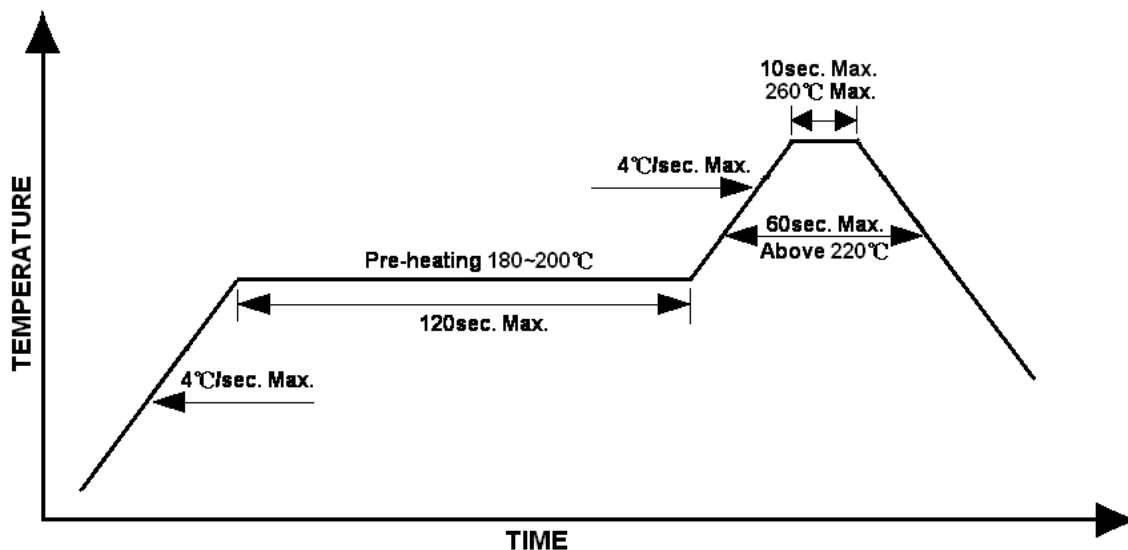 10sec. Max.
260℃ Max.
4℃/sec. Max.
60sec. Max.
Above 220℃
Pre-heating 180~200℃
120sec. Max.
4℃/sec. Max.
TEMPERATURE
TIME